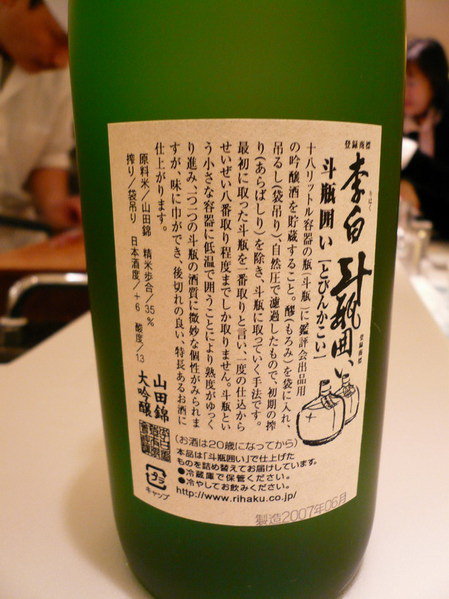 登録商標
李白
りはく
斗瓶囲い
登録商標
斗瓶囲い[とびんかこい]
十八リットル容器の瓶(斗瓶)に鑑評会出品用
の吟醸酒を貯蔵すること。醪(もろみ)を袋に入れ、
吊るし(袋吊り)自然圧で濾過したもので、初期の搾
り(あらばしり)を除き、斗瓶に取っていく手法です。
最初に取った斗瓶を一番取りと言い、一度の仕込から
せいぜい八番取り程度までしか取りません。斗瓶とい
う小さな容器に低温で囲うことにより熟度がゆっく
り進み、一つ一つの斗瓶の酒質に微妙な個性がみられま
すが、味に巾ができ、後切れの良い、特長あるお酒に
仕上がります。
原料米/山田錦 精米歩合/35%
搾り/袋吊り 日本酒度/+6 酸度/1.3
山田錦
大吟醸
(お酒は20歳になってから)
本品は「斗瓶囲い」で仕上げた
ものを詰め替えてお届けしています。
●冷蔵庫で保管ください。
●冷やしてお飲みください。
http://www.rihaku.co.jp/
キャップ
製造2007年06月